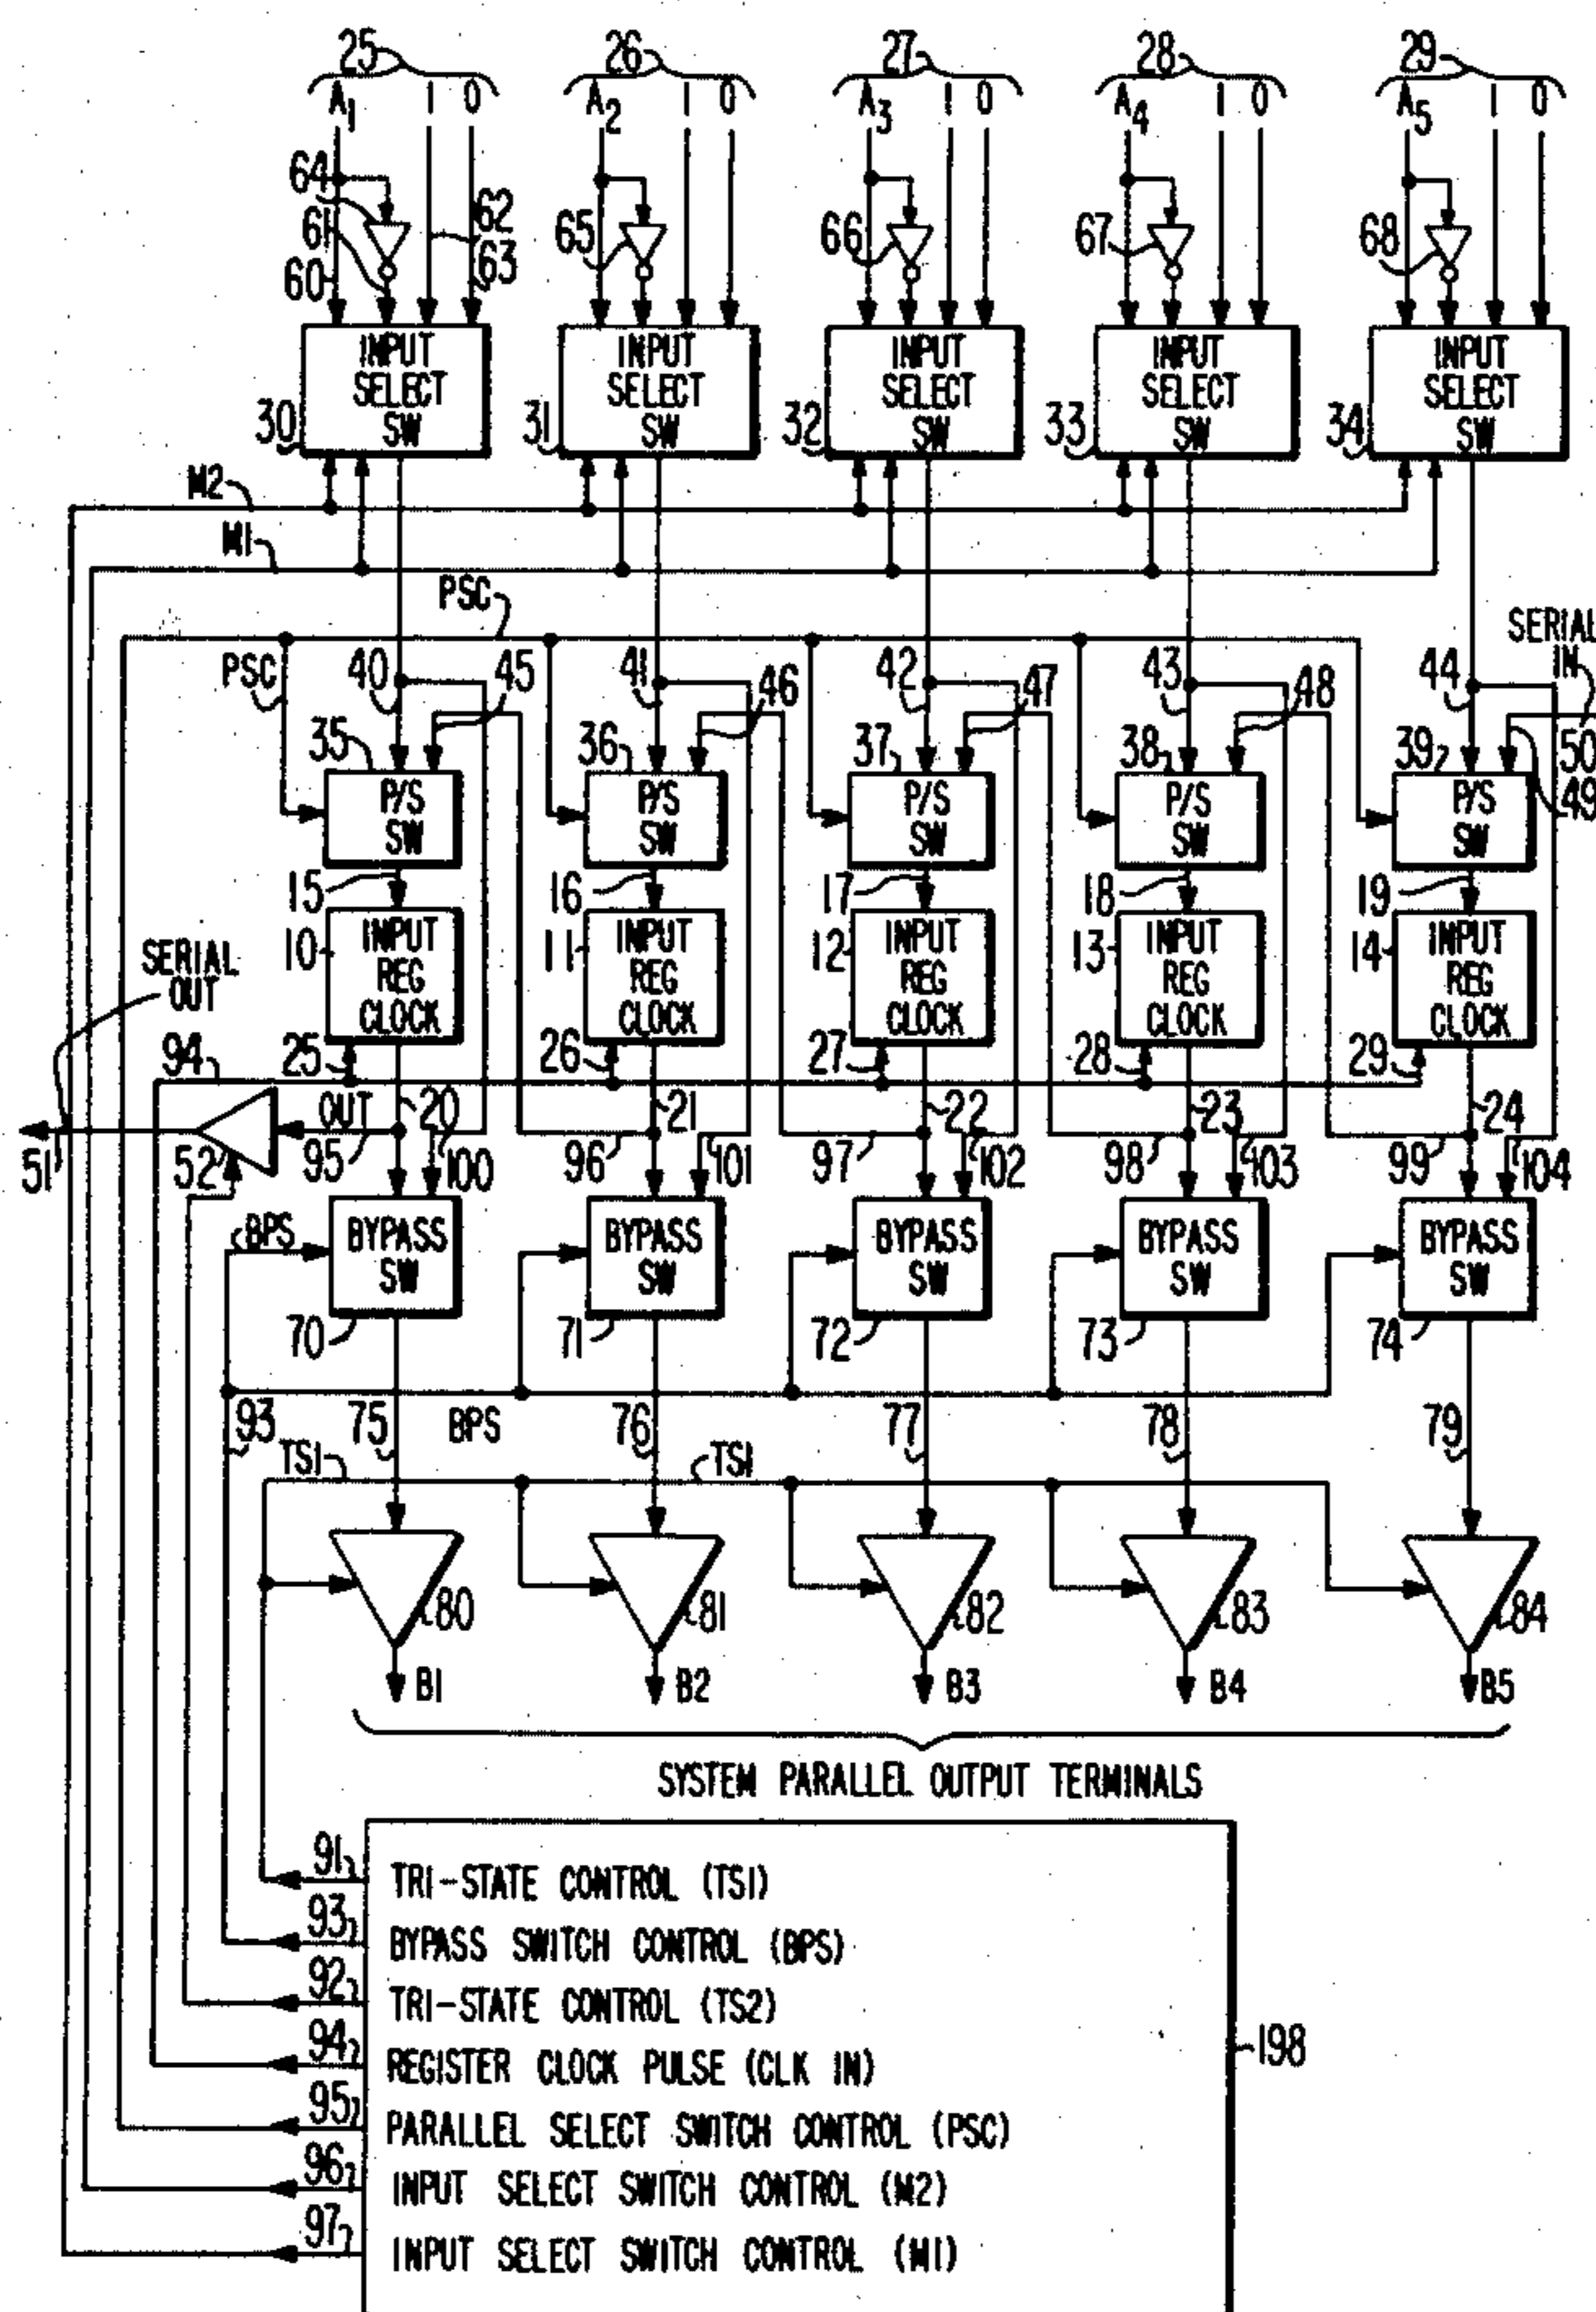 25 26 27 28 29
A1 1 0 A2 1 0 A3 1 0 A4 1 0 A5 1 0
64 61 60 62 63 65 66 67 68
INPUT SELECT SW INPUT SELECT SW INPUT SELECT SW INPUT SELECT SW INPUT SELECT SW
30 31 32 33 34
M2
M1
PSC
SERIAL IN
PSC 40 45 41 46 42 47 43 48 44
35 36 37 38 39 50 49
P/S SW P/S SW P/S SW P/S SW P/S SW
15 16 17 18 19
10 11 12 13 14
INPUT REG CLOCK INPUT REG CLOCK INPUT REG CLOCK INPUT REG CLOCK INPUT REG CLOCK
SERIAL OUT
94 25 26 27 28 29
51 52 OUT 95 20 100 96 21 101 97 22 102 98 23 103 99 24 104
BPS
BYPASS SW BYPASS SW BYPASS SW BYPASS SW BYPASS SW
70 71 72 73 74
93 75 BPS 76 77 78 79
TS1 TS1
80 81 82 83 84
B1 B2 B3 B4 B5
SYSTEM PARALLEL OUTPUT TERMINALS
91 TRI-STATE CONTROL (TS1)
93 BYPASS SWITCH CONTROL (BPS)
92 TRI-STATE CONTROL (TS2)
94 REGISTER CLOCK PULSE (CLK IN)
198
95 PARALLEL SELECT SWITCH CONTROL (PSC)
96 INPUT SELECT SWITCH CONTROL (M2)
97 INPUT SELECT SWITCH CONTROL (M1)